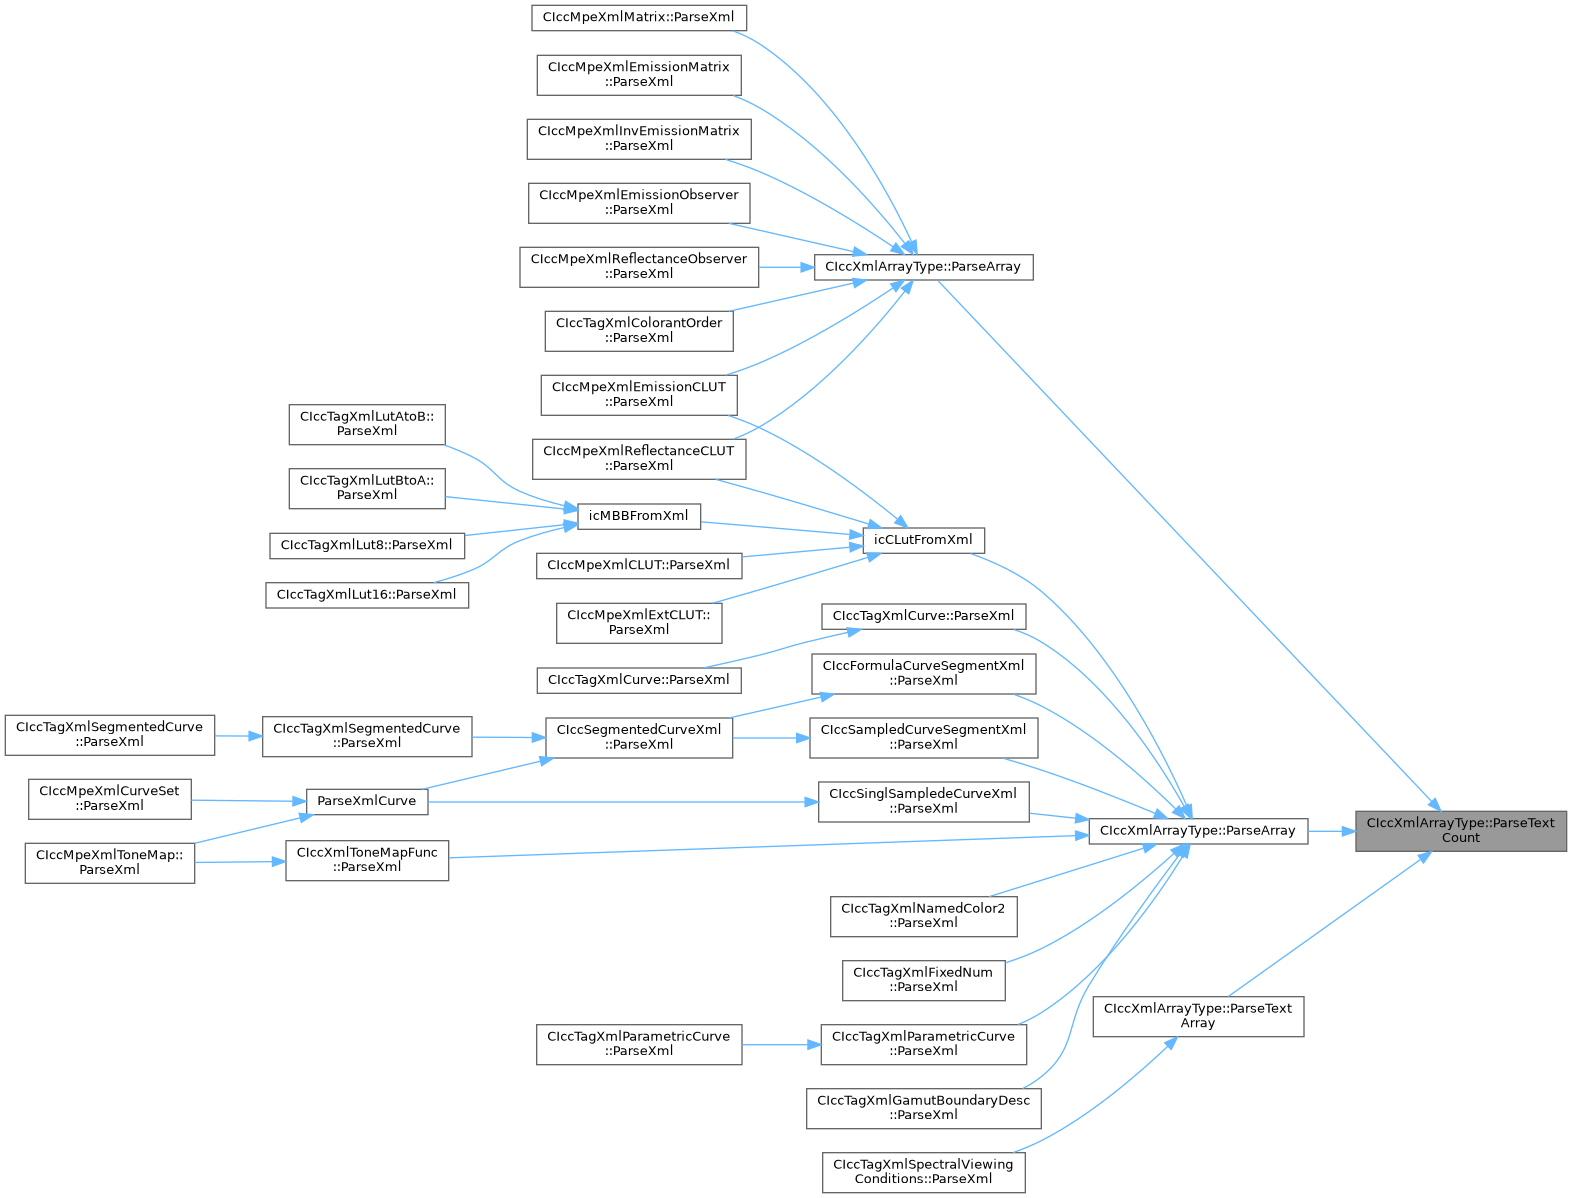 CIccMpeXmlMatrix::ParseXml
CIccMpeXmlEmissionMatrix
::ParseXml
CIccMpeXmlInvEmissionMatrix
::ParseXml
CIccMpeXmlEmissionObserver
::ParseXml
CIccMpeXmlReflectanceObserver
::ParseXml
CIccXmlArrayType::ParseArray
CIccTagXmlColorantOrder
::ParseXml
CIccMpeXmlEmissionCLUT
::ParseXml
CIccTagXmlLutAtoB::
ParseXml
CIccMpeXmlReflectanceCLUT
::ParseXml
CIccTagXmlLutBtoA::
ParseXml
icMBBFromXml
icCLutFromXml
CIccTagXmlLut8::ParseXml
CIccMpeXmlCLUT::ParseXml
CIccTagXmlLut16::ParseXml
CIccMpeXmlExtCLUT::
ParseXml
CIccTagXmlCurve::ParseXml
CIccFormulaCurveSegmentXml
::ParseXml
CIccTagXmlCurve::ParseXml
CIccTagXmlSegmentedCurve
::ParseXml
CIccTagXmlSegmentedCurve
::ParseXml
CIccSegmentedCurveXml
::ParseXml
CIccSampledCurveSegmentXml
::ParseXml
CIccMpeXmlCurveSet
::ParseXml
ParseXmlCurve
CIccSinglSampledeCurveXml
::ParseXml
CIccXmlArrayType::ParseArray
CIccXmlArrayType::ParseText
Count
CIccMpeXmlToneMap::
ParseXml
CIccXmlToneMapFunc
::ParseXml
CIccTagXmlNamedColor2
::ParseXml
CIccTagXmlFixedNum
::ParseXml
CIccXmlArrayType::ParseText
Array
CIccTagXmlParametricCurve
::ParseXml
CIccTagXmlParametricCurve
::ParseXml
CIccTagXmlGamutBoundaryDesc
::ParseXml
CIccTagXmlSpectralViewing
Conditions::ParseXml